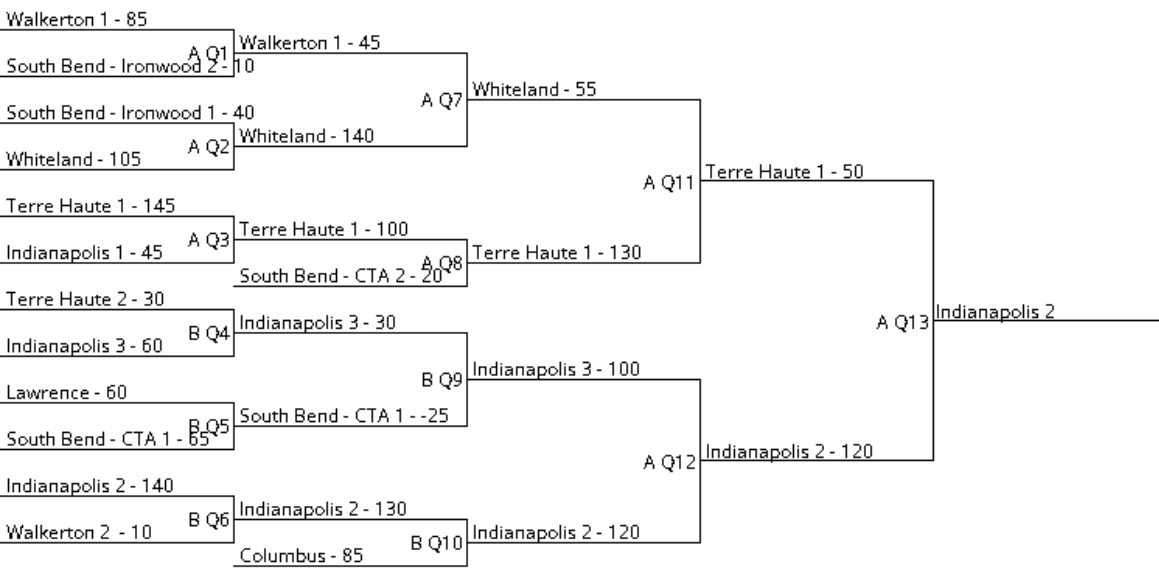 Walkerton 1 - 85
A Q1
South Bend - Ironwood 2 - 10
South Bend - Ironwood 1 - 40
A Q2
Whiteland - 105
Terre Haute 1 - 145
A Q3
Indianapolis 1 - 45
Terre Haute 2 - 30
B Q4
Indianapolis 3 - 60
Lawrence - 60
B Q5
South Bend - CTA 1 - 65
Indianapolis 2 - 140
B Q6
Walkerton 2 - 10
Walkerton 1 - 45
A Q7
Whiteland - 140
Terre Haute 1 - 100
A Q8
South Bend - CTA 2 - 20
Indianapolis 3 - 30
B Q9
South Bend - CTA 1 - -25
Indianapolis 2 - 130
B Q10
Columbus - 85
Whiteland - 55
A Q11
Terre Haute 1 - 130
Indianapolis 3 - 100
A Q12
Indianapolis 2 - 120
Terre Haute 1 - 50
A Q13
Indianapolis 2 - 120
Indianapolis 2